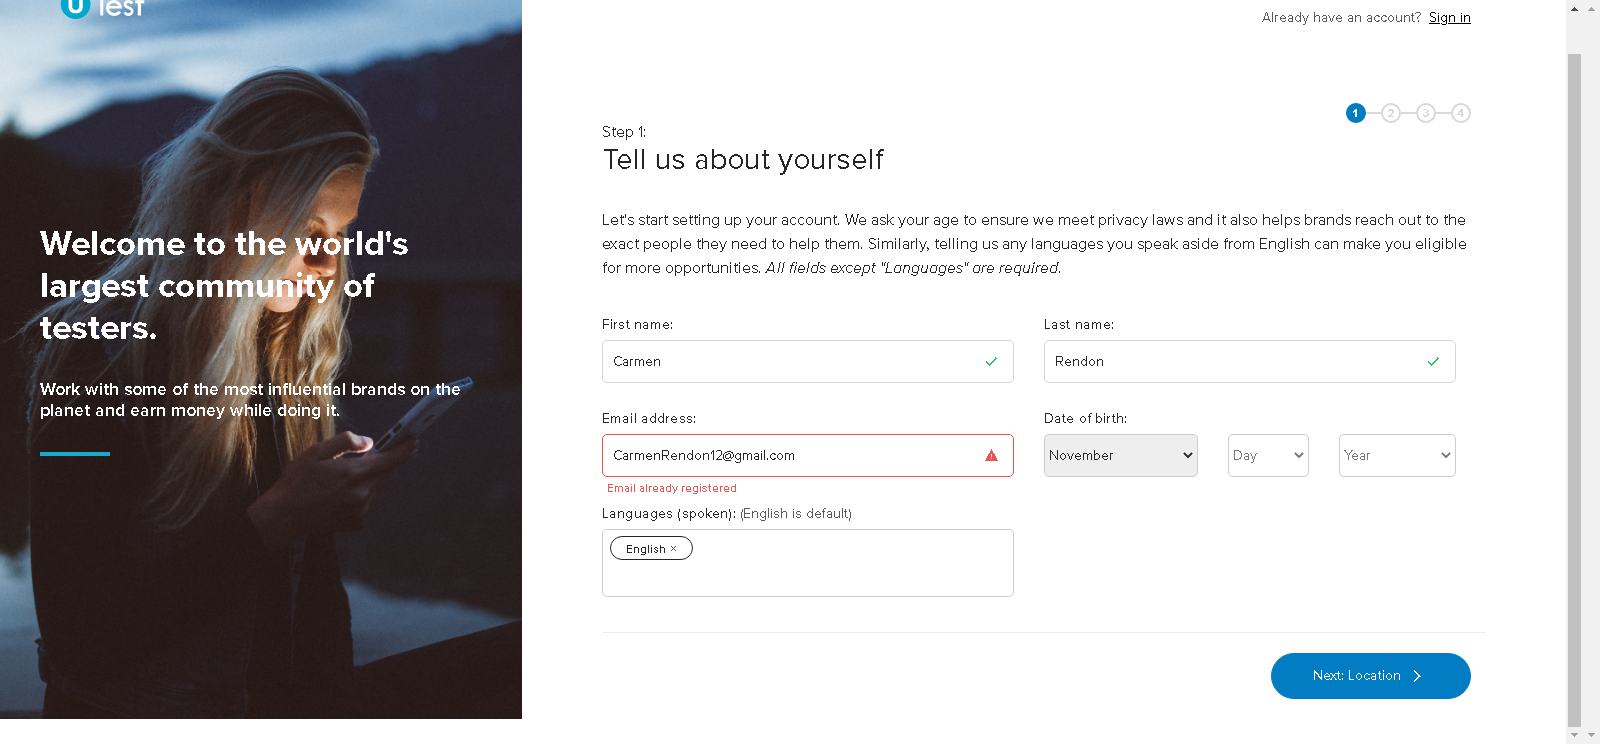 U Test
Already have an account? Sign in
1 2 3 4
Step 1:
Tell us about yourself
Let's start setting up your account. We ask your age to ensure we meet privacy laws and it also helps brands reach out to the
exact people they need to help them. Similarly, telling us any languages you speak aside from English can make you eligible
for more opportunities. All fields except "Languages" are required.
Welcome to the world's
largest community of
testers.
Work with some of the most influential brands on the
planet and earn money while doing it.
First name: Last name:
Carmen Rendon
Email address: Date of birth:
CarmenRendon12@gmail.com November Day Year
Email already registered
Languages (spoken): (English is default)
English ×
Next: Location